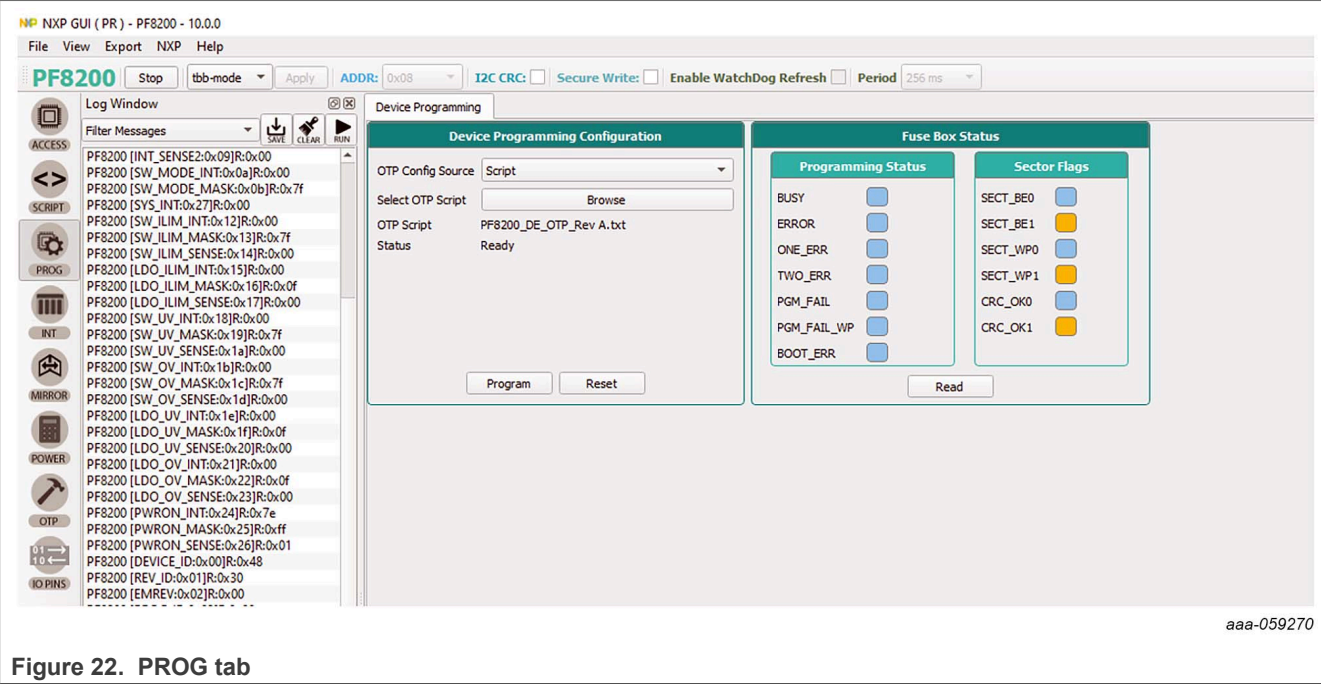 NXP GUI ( PR ) - PF8200 - 10.0.0
File View Export NXP Help
PF8200 Stop tbb-mode Apply ADDR: 0x08 I2C CRC: Secure Write: Enable WatchDog Refresh Period 256 ms
ACCESS
SCRIPT
PROG
INT
MIRROR
POWER
OTP
01
10
IO PINS
Log Window
Filter Messages SAVE CLEAR RUN
PF8200 [INT_SENSE2:0x09]R:0x00
PF8200 [SW_MODE_INT:0x0a]R:0x00
PF8200 [SW_MODE_MASK:0x0b]R:0x7f
PF8200 [SYS_INT:0x27]R:0x00
PF8200 [SW_ILIM_INT:0x12]R:0x00
PF8200 [SW_ILIM_MASK:0x13]R:0x7f
PF8200 [SW_ILIM_SENSE:0x14]R:0x00
PF8200 [LDO_ILIM_INT:0x15]R:0x00
PF8200 [LDO_ILIM_MASK:0x16]R:0x0f
PF8200 [LDO_ILIM_SENSE:0x17]R:0x00
PF8200 [SW_UV_INT:0x18]R:0x00
PF8200 [SW_UV_MASK:0x19]R:0x7f
PF8200 [SW_UV_SENSE:0x1a]R:0x00
PF8200 [SW_OV_INT:0x1b]R:0x00
PF8200 [SW_OV_MASK:0x1c]R:0x7f
PF8200 [SW_OV_SENSE:0x1d]R:0x00
PF8200 [LDO_UV_INT:0x1e]R:0x00
PF8200 [LDO_UV_MASK:0x1f]R:0x0f
PF8200 [LDO_UV_SENSE:0x20]R:0x00
PF8200 [LDO_OV_INT:0x21]R:0x00
PF8200 [LDO_OV_MASK:0x22]R:0x0f
PF8200 [LDO_OV_SENSE:0x23]R:0x00
PF8200 [PWRON_INT:0x24]R:0x7e
PF8200 [PWRON_MASK:0x25]R:0xff
PF8200 [PWRON_SENSE:0x26]R:0x01
PF8200 [DEVICE_ID:0x00]R:0x48
PF8200 [REV_ID:0x01]R:0x30
PF8200 [EMREV:0x02]R:0x00
Device Programming
Device Programming Configuration
OTP Config Source Script
Select OTP Script Browse
OTP Script PF8200_DE_OTP_Rev A.txt
Status Ready
Program Reset
Fuse Box Status
Programming Status
BUSY
ERROR
ONE_ERR
TWO_ERR
PGM_FAIL
PGM_FAIL_WP
BOOT_ERR
Sector Flags
SECT_BE0
SECT_BE1
SECT_WP0
SECT_WP1
CRC_OK0
CRC_OK1
Read
aaa-059270
Figure 22. PROG tab